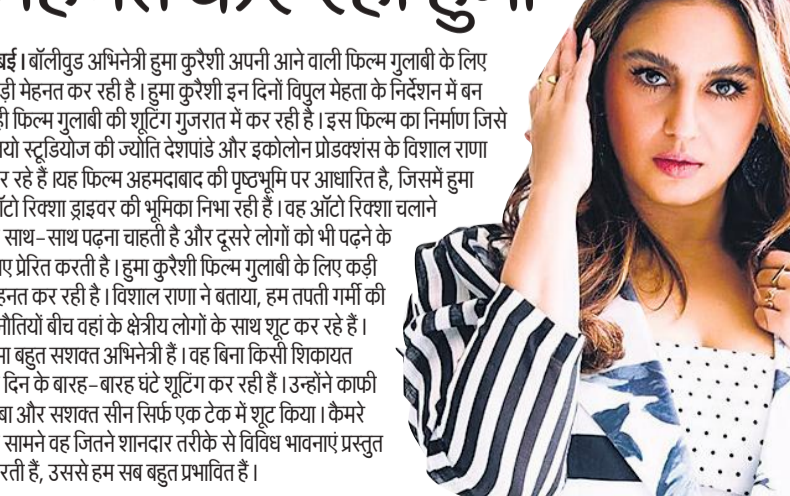 मेहनत कर रही हुमा
बई। बॉलीवुड अभिनेत्री हुमा कुरैशी अपनी आने वाली फिल्म गुलाबी के लिए
ड़ी मेहनत कर रही है। हुमा कुरैशी इन दिनों विपुल मेहता के निर्देशन में बन
ही फिल्म गुलाबी की शूटिंग गुजरात में कर रही है। इस फिल्म का निर्माण जिसे
यो स्टूडियोज की ज्योति देशपांडे और इकोलोन प्रोडक्शंस के विशाल राणा
र रहे हैं।यह फिल्म अहमदाबाद की पृष्ठभूमि पर आधारित है, जिसमें हुमा
ऑटो रिक्शा ड्राइवर की भूमिका निभा रही हैं। वह ऑटो रिक्शा चलाने
साथ-साथ पढ़ना चाहती है और दूसरे लोगों को भी पढ़ने के
ए प्रेरित करती है। हुमा कुरैशी फिल्म गुलाबी के लिए कड़ी
हनत कर रही है। विशाल राणा ने बताया, हम तपती गर्मी की
नौतियों बीच वहां के क्षेत्रीय लोगों के साथ शूट कर रहे हैं।
मा बहुत सशक्त अभिनेत्री हैं। वह बिना किसी शिकायत
दिन के बारह-बारह घंटे शूटिंग कर रही हैं। उन्होंने काफी
बा और सशक्त सीन सिर्फ एक टेक में शूट किया। कैमरे
सामने वह जितने शानदार तरीके से विविध भावनाएं प्रस्तुत
रती हैं, उससे हम सब बहुत प्रभावित हैं।